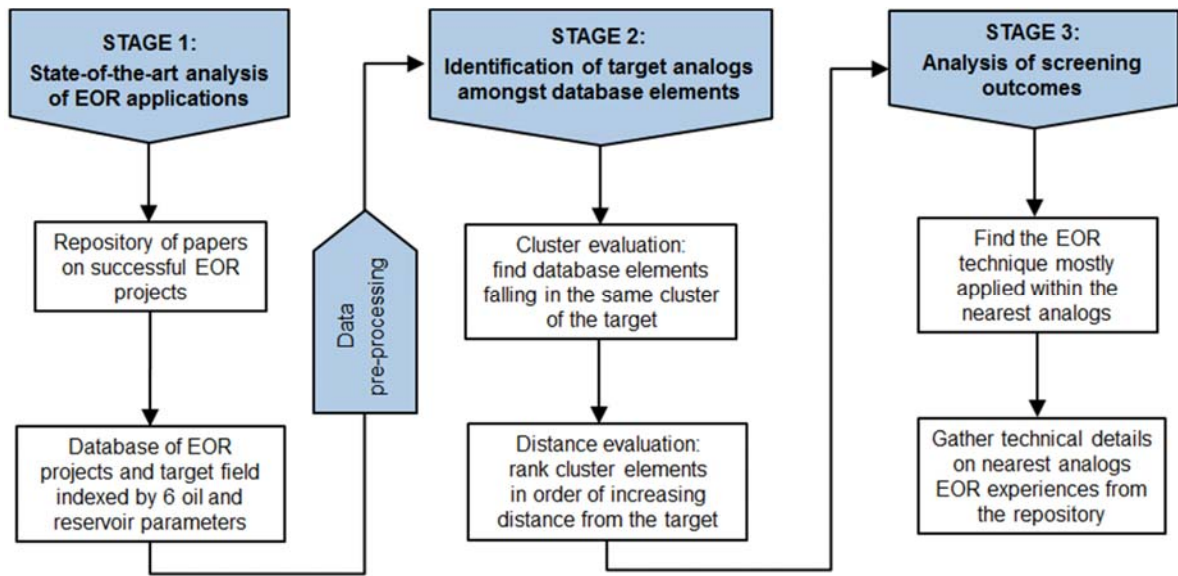 STAGE 1:
State-of-the-art analysis
of EOR applications
Repository of papers
on successful EOR
projects
Database of EOR
projects and target field
indexed by 6 oil and
reservoir parameters
Data
pre-processing
STAGE 2:
Identification of target analogs
amongst database elements
Cluster evaluation:
find database elements
falling in the same cluster
of the target
Distance evaluation:
rank cluster elements
in order of increasing
distance from the target
STAGE 3:
Analysis of screening
outcomes
Find the EOR
technique mostly
applied within the
nearest analogs
Gather technical details
on nearest analogs
EOR experiences from
the repository